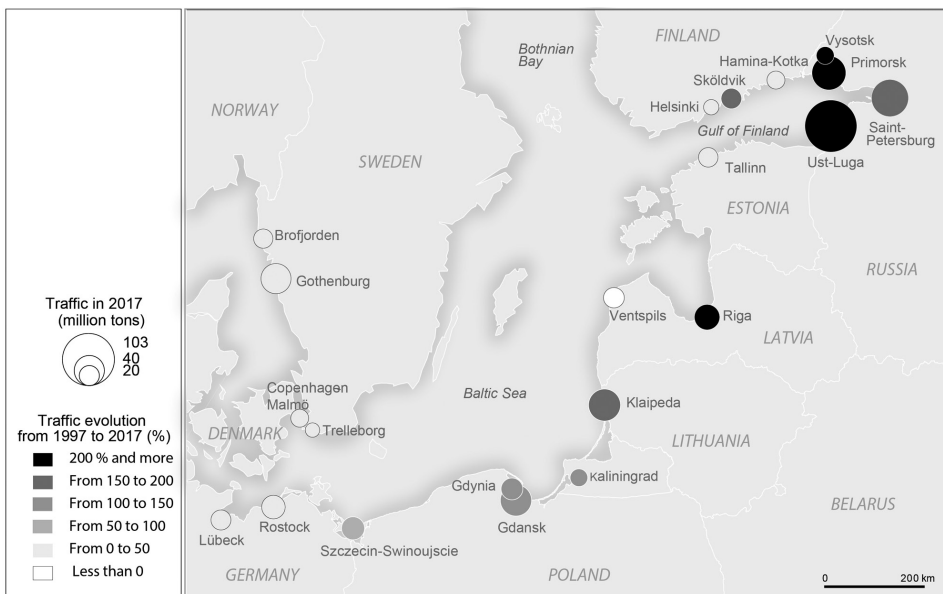 Traffic in 2017
(million tons)
103
40
20
Traffic evolution
from 1997 to 2017 (%)
200 % and more
From 150 to 200
From 100 to 150
From 50 to 100
From 0 to 50
Less than 0
FINLAND
Vysotsk
Bothnian
Bay
Hamina-Kotka
Primorsk
Sköldvik
NORWAY
Helsinki
Gulf of Finland
Saint-
Petersburg
SWEDEN
Tallinn
Ust-Luga
ESTONIA
Brofjorden
RUSSIA
Gothenburg
Ventspils
Riga
LATVIA
Copenhagen
Malmö
Baltic Sea
Klaipeda
DENMARK
Trelleborg
LITHUANIA
Kaliningrad
Gdynia
Gdansk
BELARUS
Rostock
Lübeck
Szczecin-Swinoujscie
GERMANY
POLAND
0 200 km